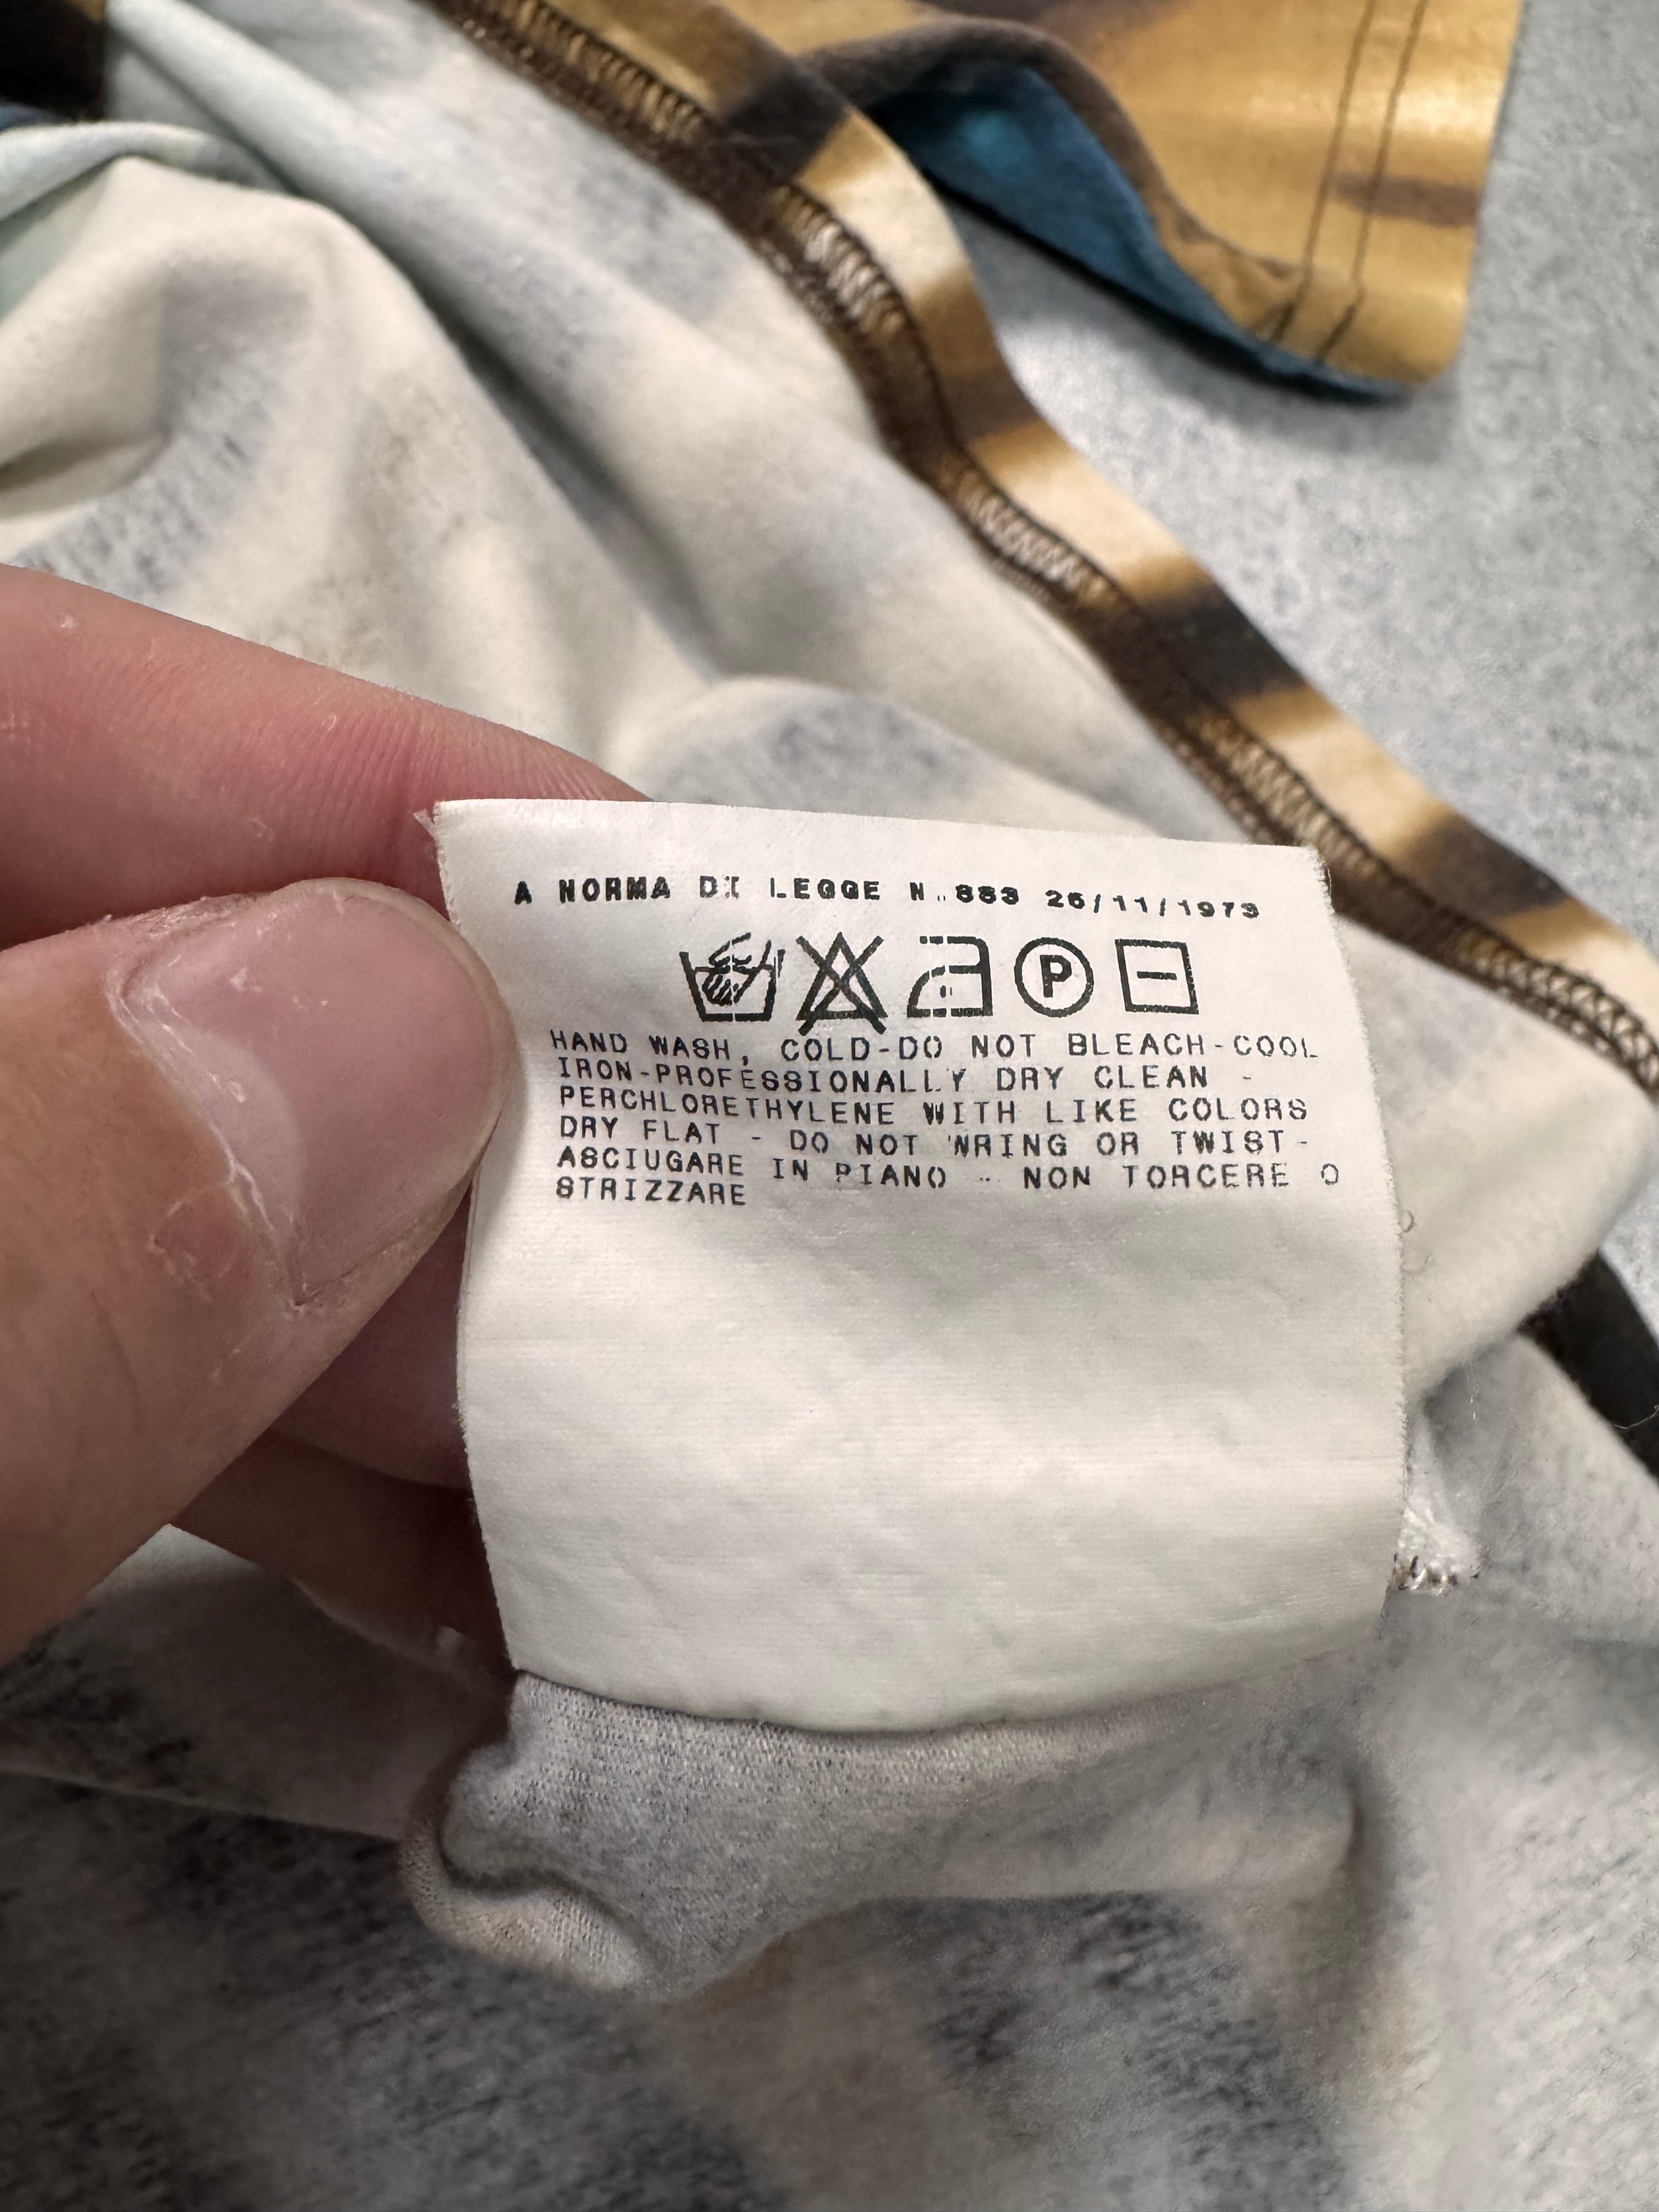 A NORMA DI LEGGE N. 883 26/11/1973
P
HAND WASH, COLD-DO NOT BLEACH-COOL
IRON-PROFESSIONALLY DRY CLEAN -
PERCHLORETHYLENE WITH LIKE COLORS
DRY FLAT - DO NOT WRING OR TWIST-
ASCIUGARE IN PIANO - NON TORCERE O
STRIZZARE